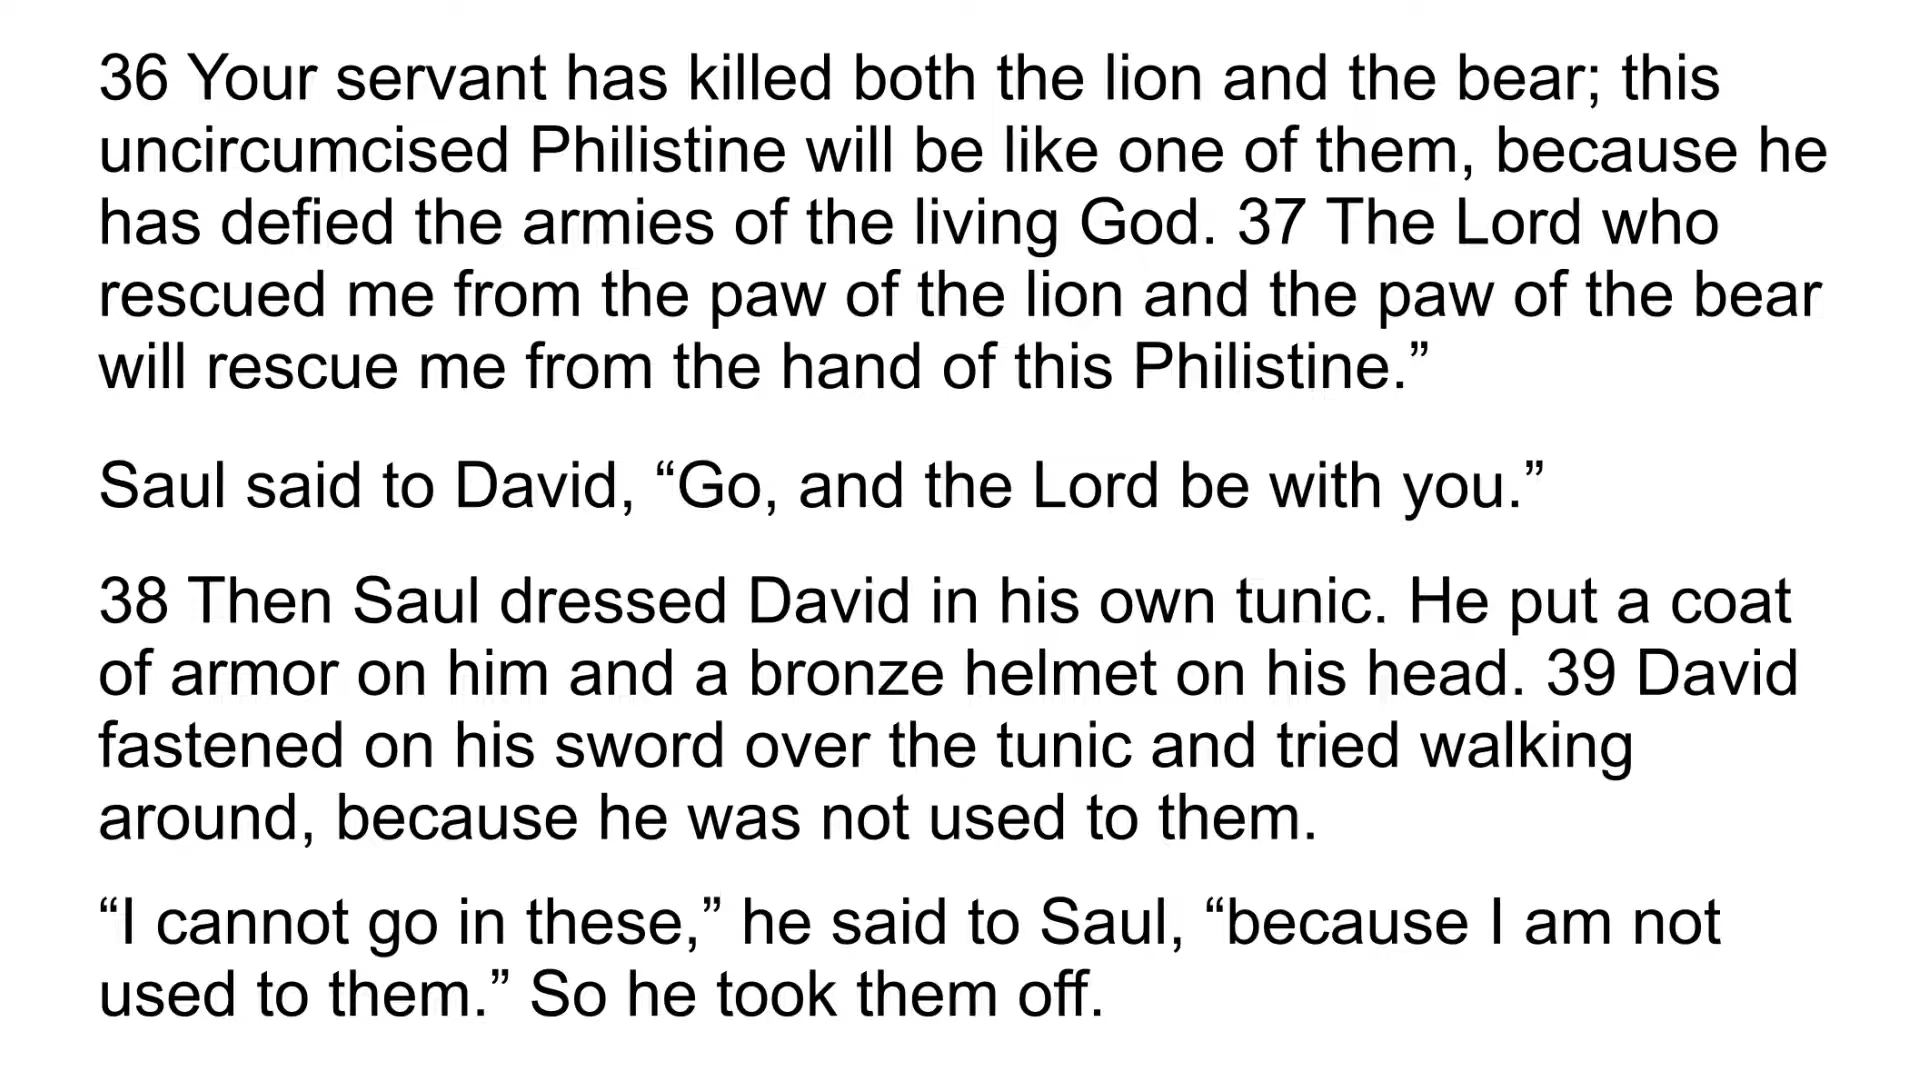 36 Your servant has killed both the lion and the bear; this
uncircumcised Philistine will be like one of them, because he
has defied the armies of the living God. 37 The Lord who
rescued me from the paw of the lion and the paw of the bear
will rescue me from the hand of this Philistine.”
Saul said to David, “Go, and the Lord be with you.”
38 Then Saul dressed David in his own tunic. He put a coat
of armor on him and a bronze helmet on his head. 39 David
fastened on his sword over the tunic and tried walking
around, because he was not used to them.
“I cannot go in these,” he said to Saul, “because I am not
used to them.” So he took them off.